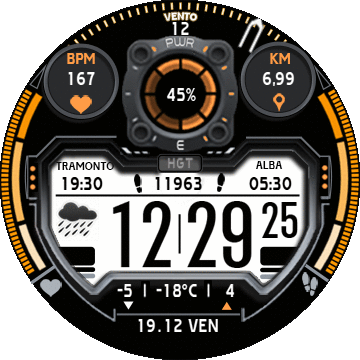 VENTO
12
PWR
BPM
167
45%
KM
6,99
E
HGT
TRAMONTO
ALBA
19:30
11963
05:30
12|29
25
-5 | -18°C | 4
19.12 VEN